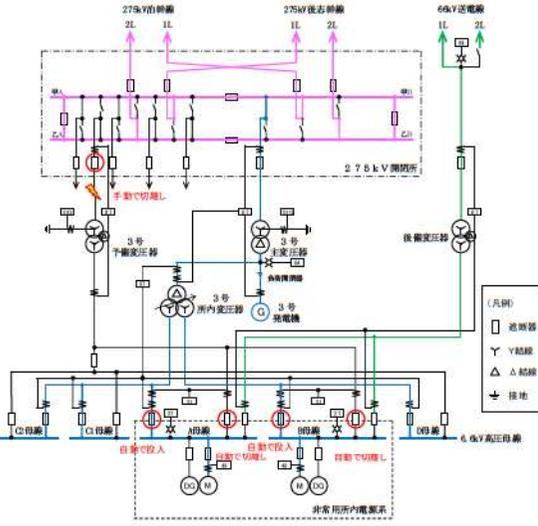 275kV泊幹線 275kV後志幹線 66kV送電線
2L 1L 1L 2L 1L 2L
甲A 甲B
乙A 乙B
275kV開閉所
手動で切離し
3号
予備変圧器
3号
主変圧器
後備変圧器
負荷開閉器
3号
所内変圧器
3号
発電機
G
(凡例)
遮断器
Y結線
Δ結線
接地
C2母線 C1母線 A母線 B母線 D母線 6.6kV高圧母線
自動で投入 自動で切離し 自動で投入 自動で切離し
DG M M DG
非常用所内電源系